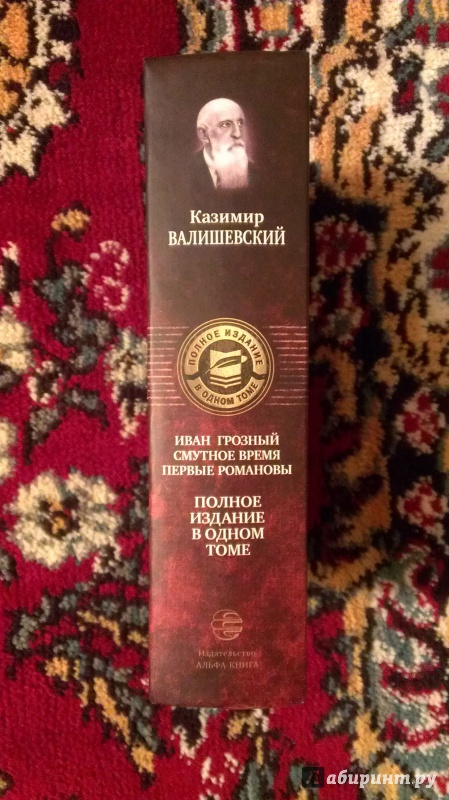 Казимир
ВАЛИШЕВСКИЙ
ПОЛНОЕ ИЗДАНИЕ
В ОДНОМ ТОМЕ
ИВАН ГРОЗНЫЙ
СМУТНОЕ ВРЕМЯ
ПЕРВЫЕ РОМАНОВЫ
ПОЛНОЕ
ИЗДАНИЕ
В ОДНОМ
ТОМЕ
Издательство
АЛЬФА-КНИГА
Лабиринт.ру